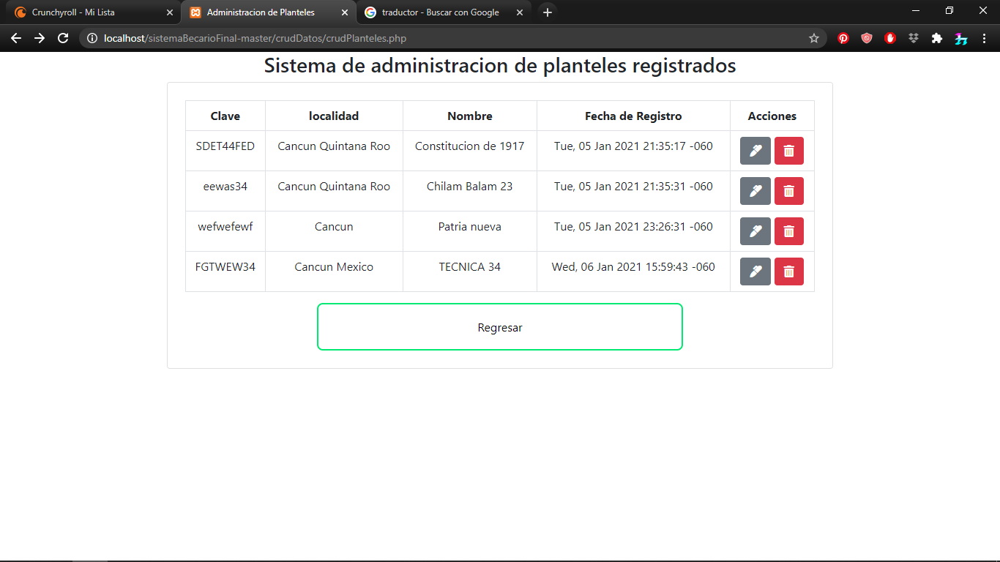 Crunchyroll - Mi Lista
Administracion de Planteles
traductor - Buscar con Google
localhost/sistemaBecarioFinal-master/crudDatos/crudPlanteles.php
Sistema de administracion de planteles registrados
Clave localidad Nombre Fecha de Registro Acciones
SDET44FED Cancun Quintana Roo Constitucion de 1917 Tue, 05 Jan 2021 21:35:17 -060
eewas34 Cancun Quintana Roo Chilam Balam 23 Tue, 05 Jan 2021 21:35:31 -060
wefwefewf Cancun Patria nueva Tue, 05 Jan 2021 23:26:31 -060
FGTWEW34 Cancun Mexico TECNICA 34 Wed, 06 Jan 2021 15:59:43 -060
Regresar